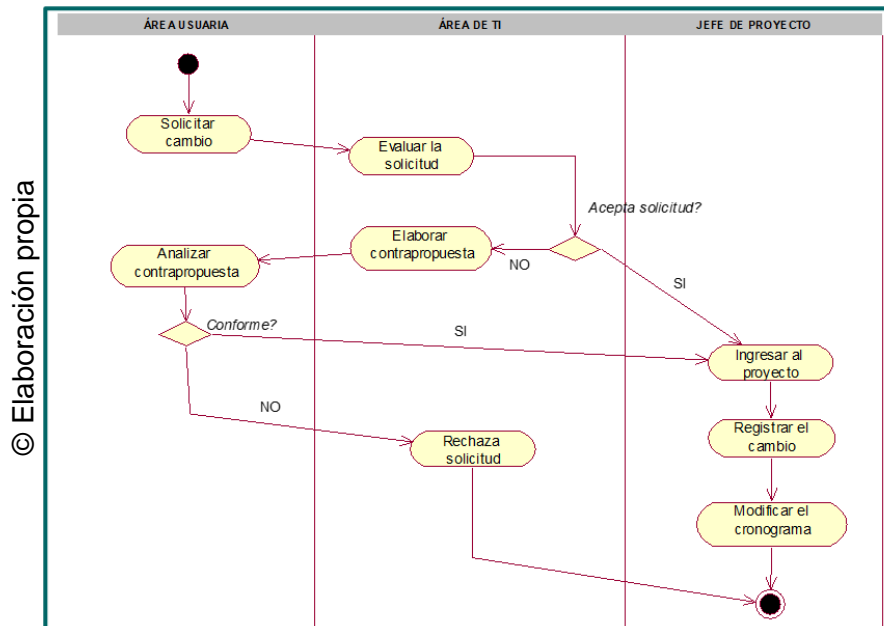 ÁREA USUARIA
ÁREA DE TI
JEFE DE PROYECTO
Solicitar
cambio
Evaluar la
solicitud
Acepta solicitud?
Elaborar
contrapropuesta
NO
SI
Analizar
contrapropuesta
Conforme?
SI
Ingresar al
proyecto
NO
Rechaza
solicitud
Registrar el
cambio
Modificar el
cronograma
© Elaboración propia